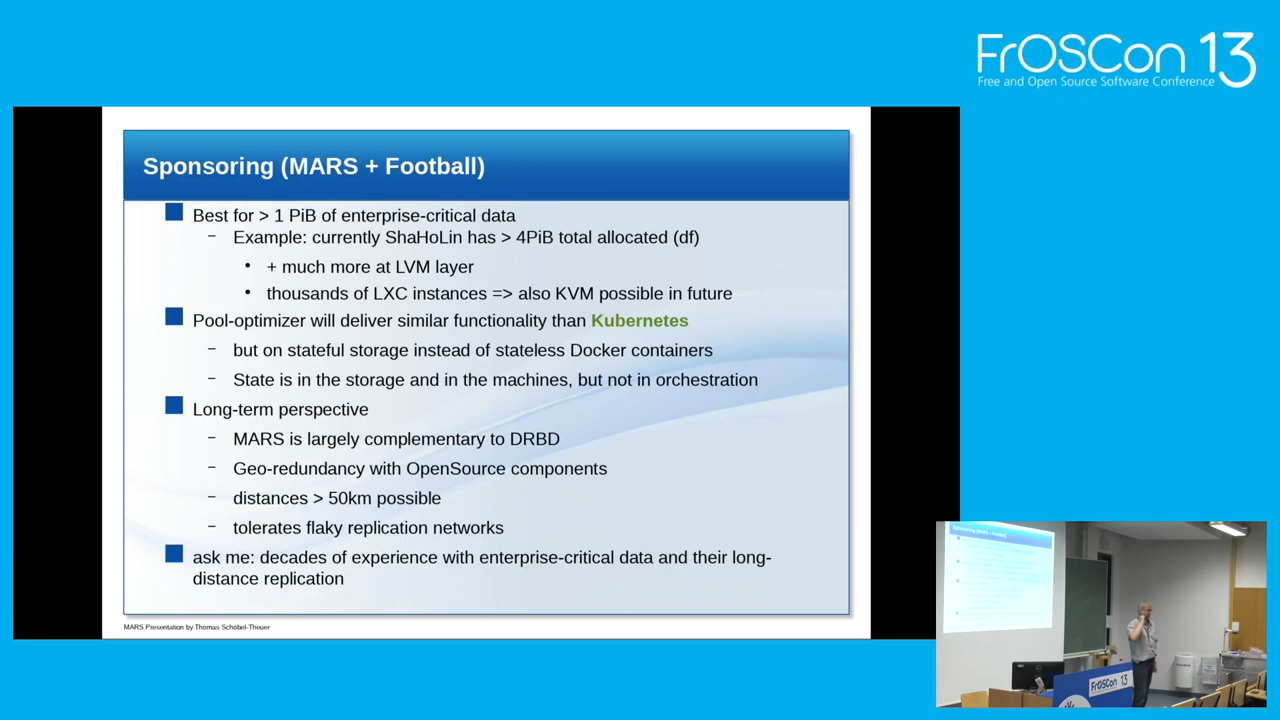 FrOSCon 13
Free and Open Source Software Conference
Sponsoring (MARS + Football)
Best for > 1 PiB of enterprise-critical data
– Example: currently ShaHoLin has > 4PiB total allocated (df)
• + much more at LVM layer
• thousands of LXC instances => also KVM possible in future
Pool-optimizer will deliver similar functionality than Kubernetes
– but on stateful storage instead of stateless Docker containers
– State is in the storage and in the machines, but not in orchestration
Long-term perspective
– MARS is largely complementary to DRBD
– Geo-redundancy with OpenSource components
– distances > 50km possible
– tolerates flaky replication networks
ask me: decades of experience with enterprise-critical data and their long-
distance replication
MARS Presentation by Thomas Schöbel-Theuer
Sponsoring (MARS + Football)
FrOSCon 13